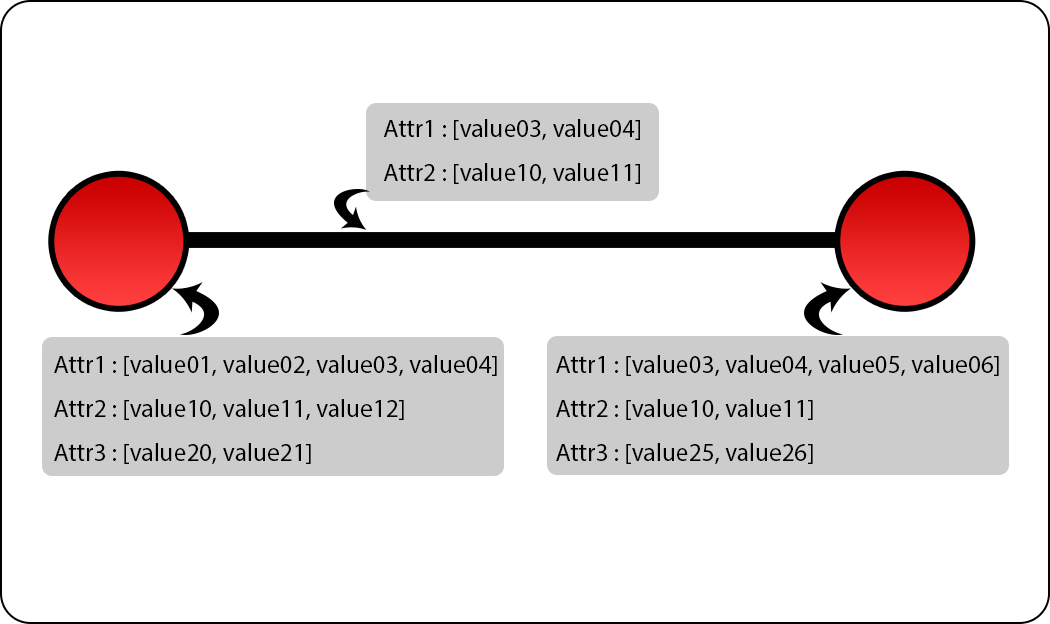 Attr1 : [value03, value04]
Attr2 : [value10, value11]
Attr1 : [value01, value02, value03, value04]
Attr2 : [value10, value11, value12]
Attr3 : [value20, value21]
Attr1 : [value03, value04, value05, value06]
Attr2 : [value10, value11]
Attr3 : [value25, value26]